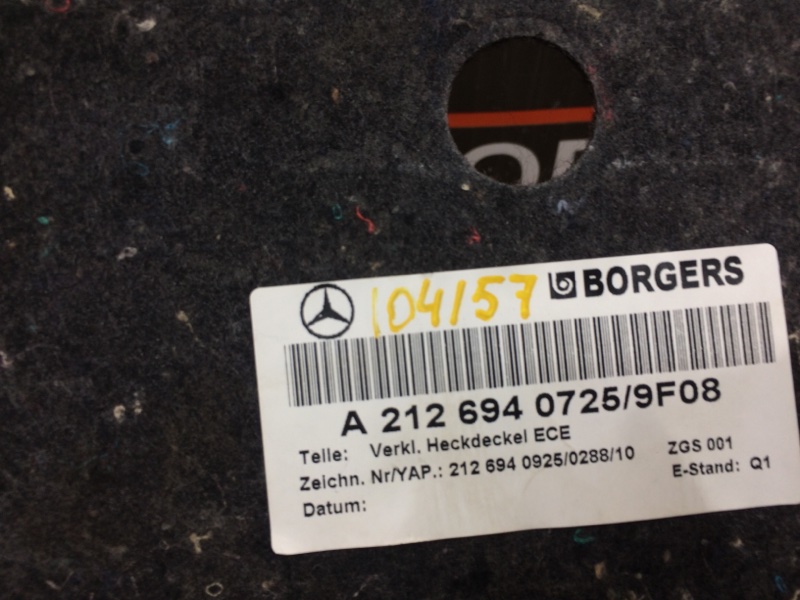 104157 BORGERS
A 212 694 0725/9F08
Teile: Verkl. Heckdeckel ECE
Zeichn. Nr/YAP.: 212 694 0925/0288/10 ZGS 001
Datum: E-Stand: Q1